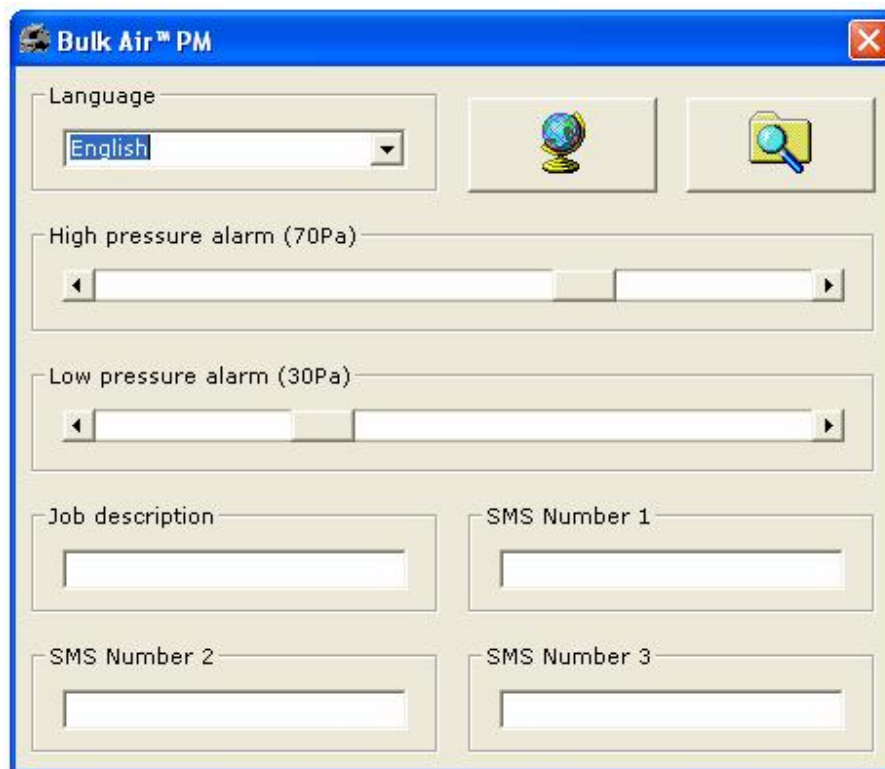 Bulk Air™ PM
Language
English
High pressure alarm (70Pa)
Low pressure alarm (30Pa)
Job description
SMS Number 1
SMS Number 2
SMS Number 3